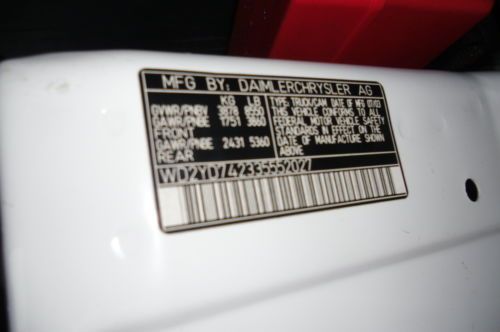 MFG BY: DAIMLERCHRYSLER AG
KG LB
GVWR/PNBV 8550
GAWR/PNBE 1751 3860
FRONT
GAWR/PNBE 2431 5360
REAR
TYPE: TRUCK/CAM DATE OF MFG 07/03
THIS VEHICLE CONFORMS TO ALL
FEDERAL MOTOR VEHICLE SAFETY
STANDARDS IN EFFECT ON THE
DATE OF MANUFACTURE SHOWN
ABOVE
WD2YD742335552027